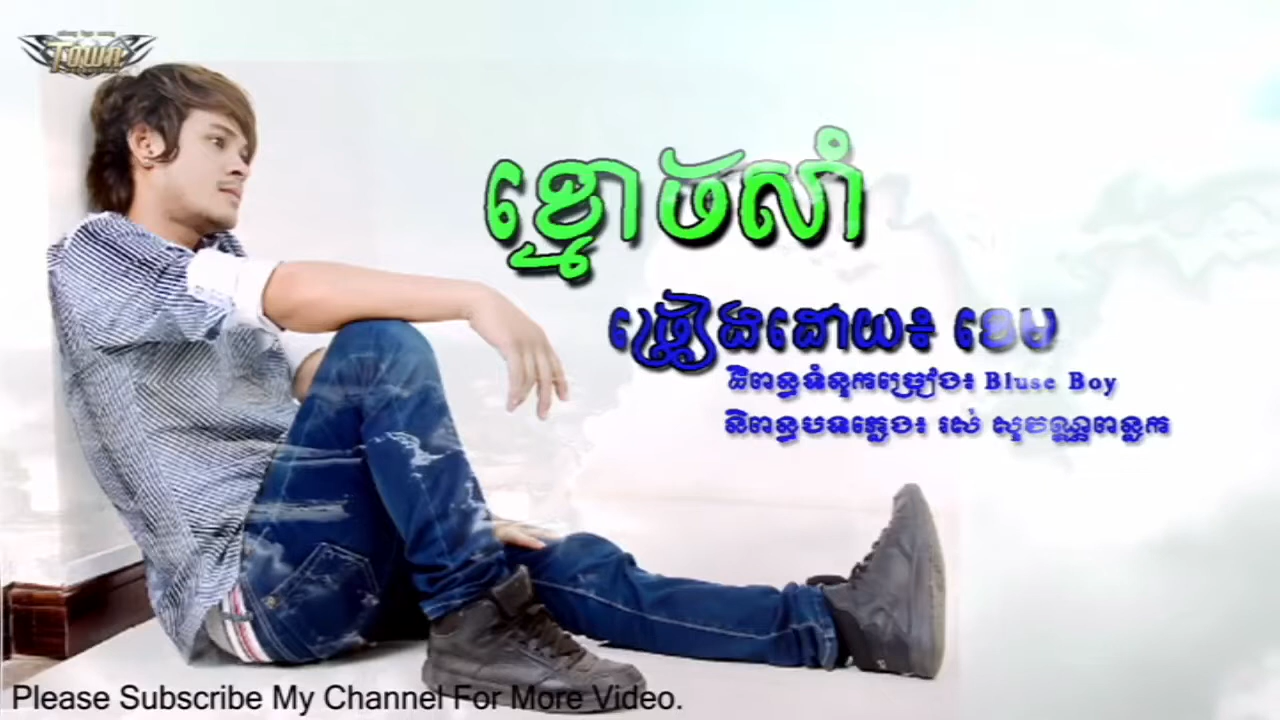 Town
ខ្មោចសាំ
ច្រៀងដោយ៖ ខេម
និពន្ធទំនុកច្រៀង៖ Bluse Boy
និពន្ធបទភ្លេង៖ រស់ សុវណ្ណពន្លក
Please Subscribe My Channel For More Video.